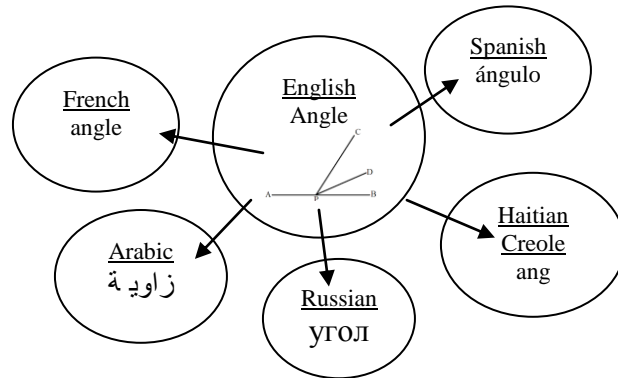 Spanish
ángulo
English
Angle
French
angle
C
D
A
P
B
Haitian
Creole
ang
Arabic
زاوية
Russian
угол